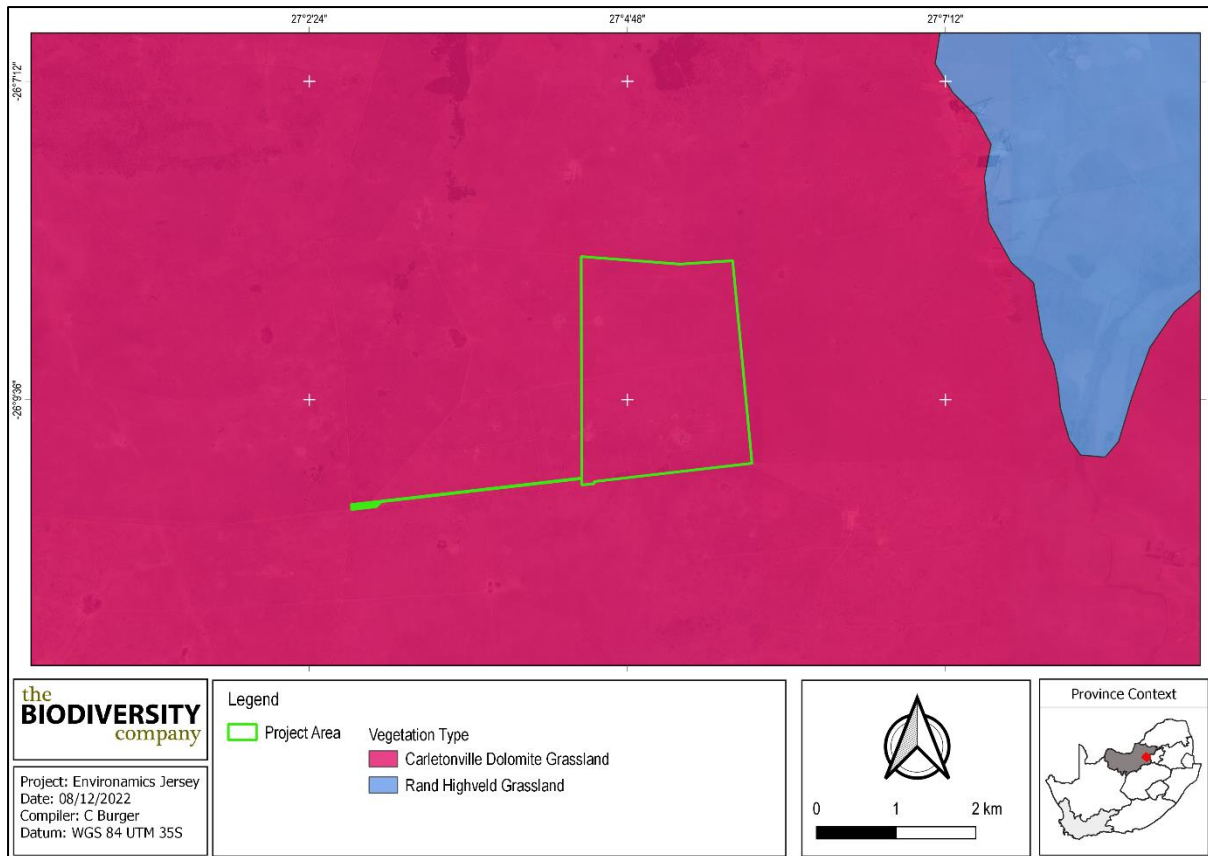 27°2'24"
27°4'48"
27°7'12"
-26°7'12"
-26°9'36"
the
BIODIVERSITY
company
Project: Environamics Jersey
Date: 08/12/2022
Compiler: C Burger
Datum: WGS 84 UTM 35S
Legend
Project Area
Vegetation Type
Carletonville Dolomite Grassland
Rand Highveld Grassland
0 1 2 km
Province Context